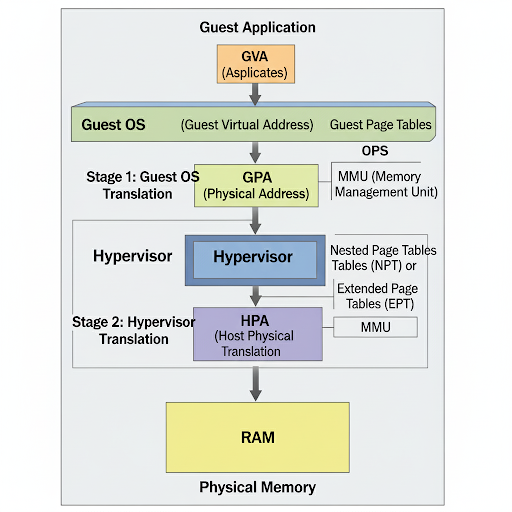 Guest Application
GVA
(Asplicates)
Guest OS (Guest Virtual Address) Guest Page Tables
OPS
Stage 1: Guest OS
Translation
GPA
(Physical Address)
MMU (Memory
Management Unit)
Hypervisor
Hypervisor
Nested Page Tables
Tables (NPT) or
Extended Page
Tables (EPT)
Stage 2: Hypervisor
Translation
HPA
(Host Physical
Translation
MMU
RAM
Physical Memory